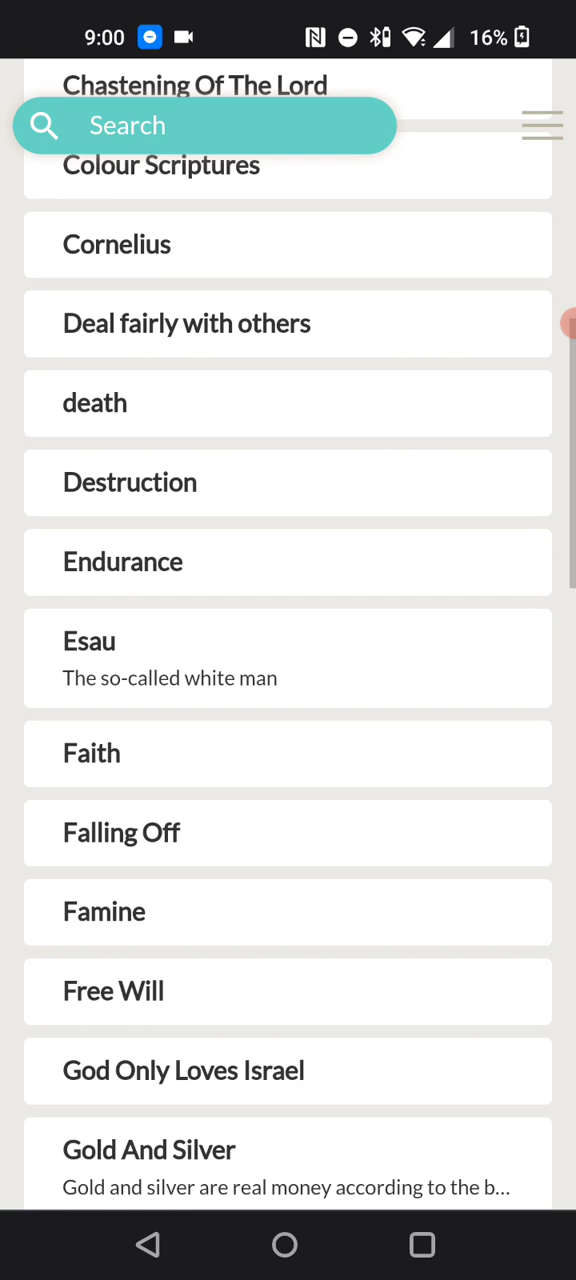 9:00
16%
Chastening Of The Lord
Search
Colour Scriptures
Cornelius
Deal fairly with others
death
Destruction
Endurance
Esau
The so-called white man
Faith
Falling Off
Famine
Free Will
God Only Loves Israel
Gold And Silver
Gold and silver are real money according to the b...